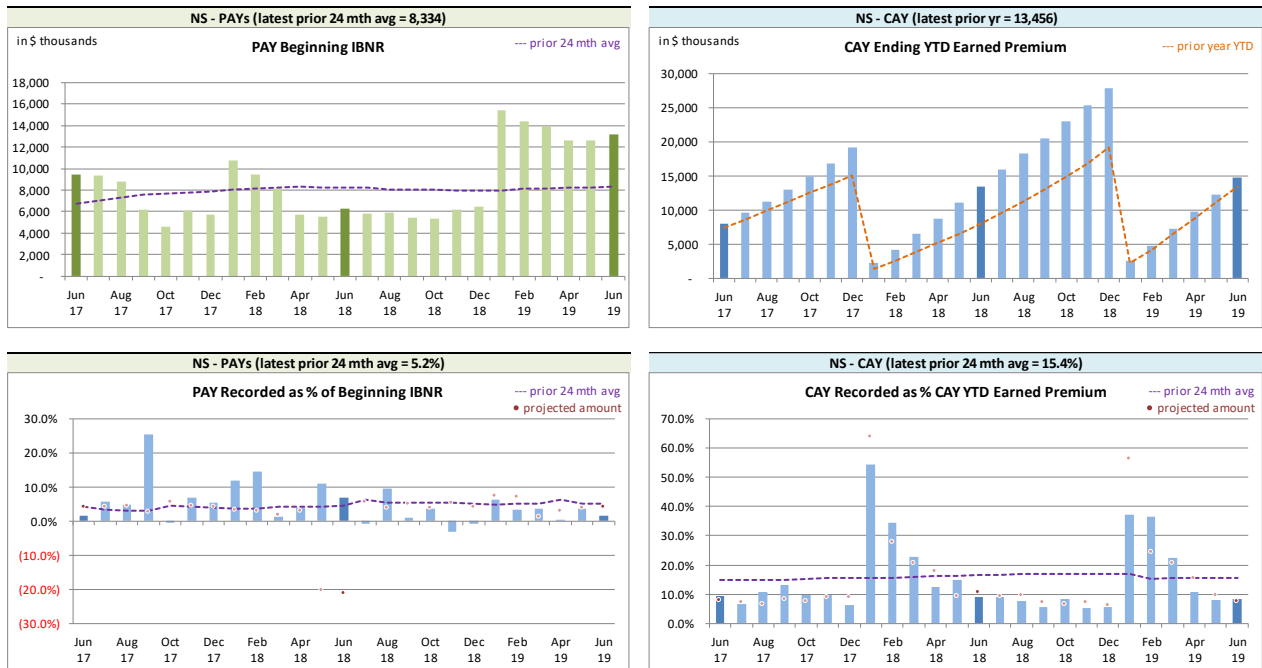 NS - PAYs (latest prior 24 mth avg = 8,334)
in $ thousands
PAY Beginning IBNR
--- prior 24 mth avg
18,000
16,000
14,000
12,000
10,000
8,000
6,000
4,000
2,000
-
Jun Aug Oct Dec Feb Apr Jun Aug Oct Dec Feb Apr Jun
17 17 17 17 18 18 18 18 18 18 19 19 19
NS - CAY (latest prior yr = 13,456)
in $ thousands
CAY Ending YTD Earned Premium
--- prior year YTD
30,000
25,000
20,000
15,000
10,000
5,000
-
Jun Aug Oct Dec Feb Apr Jun Aug Oct Dec Feb Apr Jun
17 17 17 17 18 18 18 18 18 18 19 19 19
NS - PAYs (latest prior 24 mth avg = 5.2%)
PAY Recorded as % of Beginning IBNR
--- prior 24 mth avg
• projected amount
30.0%
20.0%
10.0%
0.0%
(10.0%)
(20.0%)
(30.0%)
Jun Aug Oct Dec Feb Apr Jun Aug Oct Dec Feb Apr Jun
17 17 17 17 18 18 18 18 18 18 19 19 19
NS - CAY (latest prior 24 mth avg = 15.4%)
CAY Recorded as % CAY YTD Earned Premium
--- prior 24 mth avg
• projected amount
70.0%
60.0%
50.0%
40.0%
30.0%
20.0%
10.0%
0.0%
Jun Aug Oct Dec Feb Apr Jun Aug Oct Dec Feb Apr Jun
17 17 17 17 18 18 18 18 18 18 19 19 19